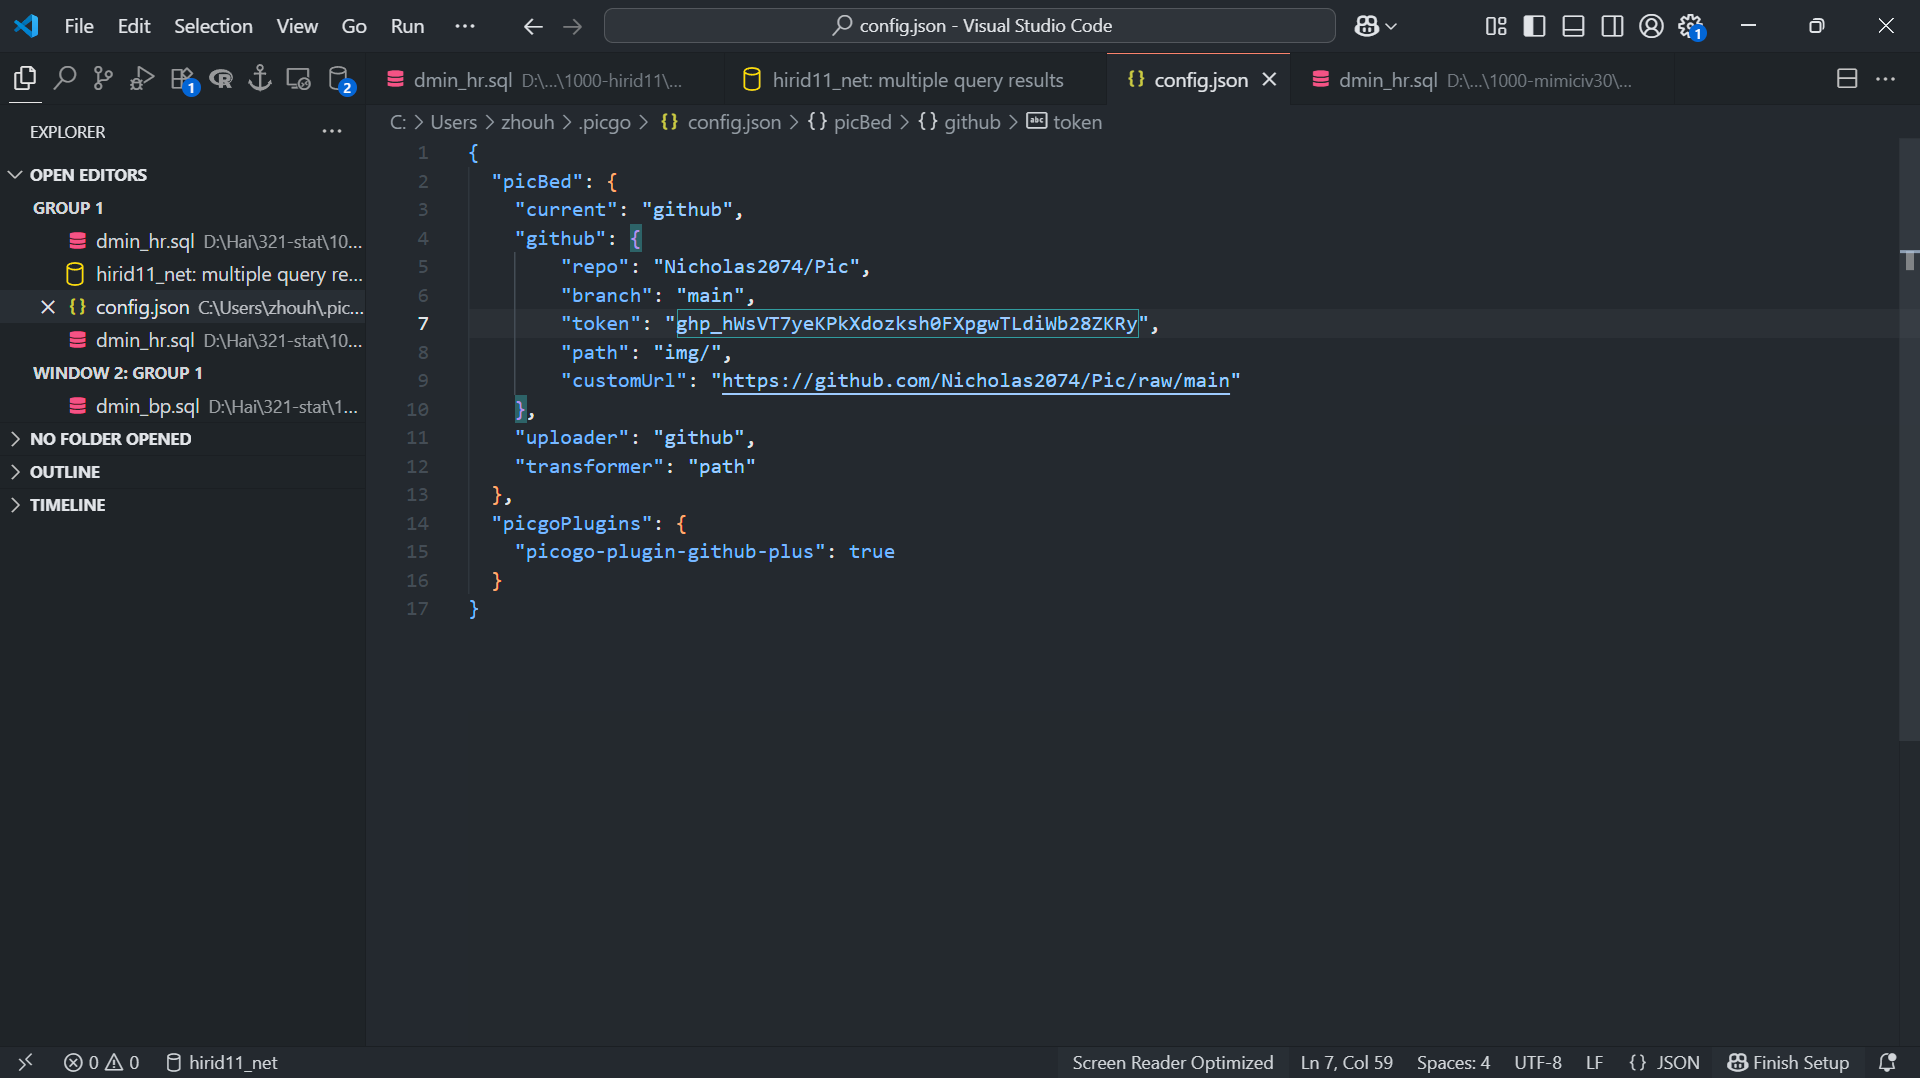 File Edit Selection View Go Run ··· config.json - Visual Studio Code
1 2
dmin_hr.sql D:\...\1000-hirid11\...
hirid11_net: multiple query results
config.json
dmin_hr.sql D:\...\1000-mimiciv30\...
1
EXPLORER
OPEN EDITORS
GROUP 1
dmin_hr.sql D:\Hai\321-stat\10...
hirid11_net: multiple query re...
config.json C:\Users\zhouh\.pic...
dmin_hr.sql D:\Hai\321-stat\10...
WINDOW 2: GROUP 1
dmin_bp.sql D:\Hai\321-stat\1...
NO FOLDER OPENED
OUTLINE
TIMELINE
C: > Users > zhouh > .picgo > {} config.json > {} picBed > {} github > abc token
1 {
2 "picBed": {
3 "current": "github",
4 "github": {
5 "repo": "Nicholas2074/Pic",
6 "branch": "main",
7 "token": "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",
8 "path": "img/",
9 "customUrl": "https://github.com/Nicholas2074/Pic/raw/main"
10 },
11 "uploader": "github",
12 "transformer": "path"
13 },
14 "picgoPlugins": {
15 "picogo-plugin-github-plus": true
16 }
17 }
0 0 hirid11_net Screen Reader Optimized Ln 7, Col 59 Spaces: 4 UTF-8 LF {} JSON Finish Setup